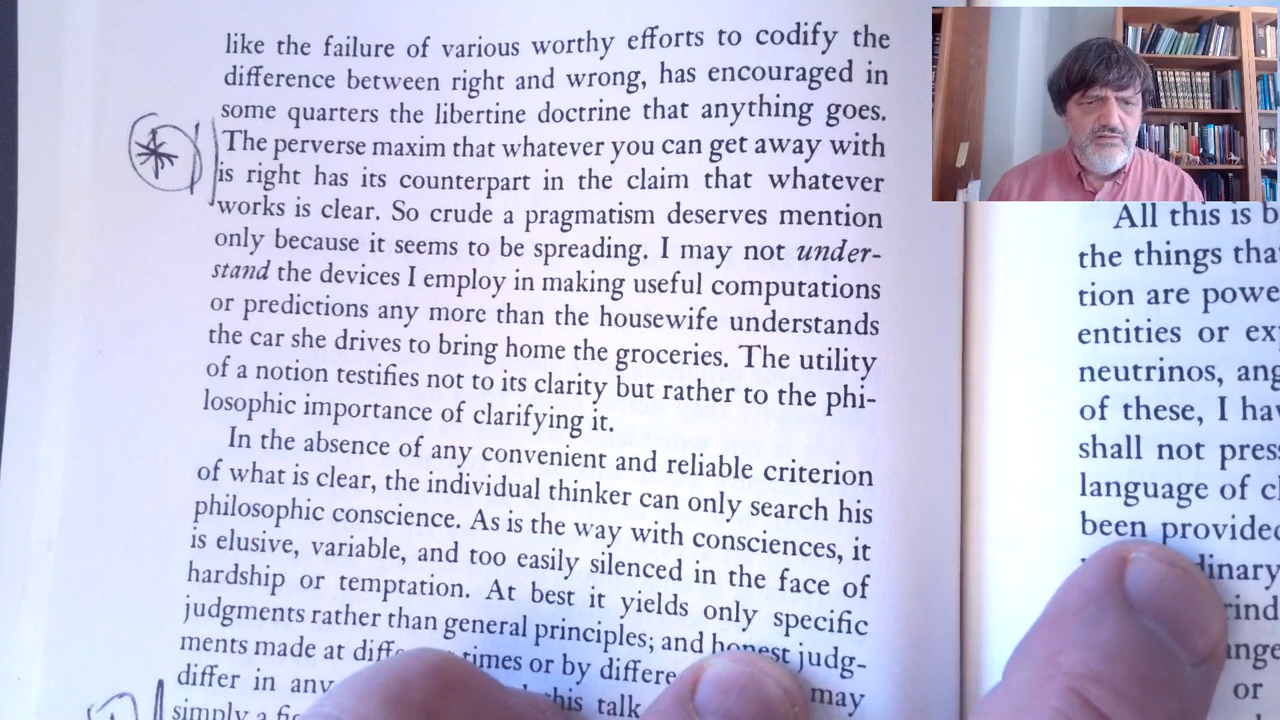 like the failure of various worthy efforts to codify the
difference between right and wrong, has encouraged in
some quarters the libertine doctrine that anything goes.
The perverse maxim that whatever you can get away with
is right has its counterpart in the claim that whatever
works is clear. So crude a pragmatism deserves mention
only because it seems to be spreading. I may not under-
stand the devices I employ in making useful computations
or predictions any more than the housewife understands
the car she drives to bring home the groceries. The utility
of a notion testifies not to its clarity but rather to the phi-
losophic importance of clarifying it.
In the absence of any convenient and reliable criterion
of what is clear, the individual thinker can only search his
philosophic conscience. As is the way with consciences, it
is elusive, variable, and too easily silenced in the face of
hardship or temptation. At best it yields only specific
judgments rather than general principles; and honest judg-
ments made at times or by may
differ in this talk
simply a
All this is
the things
tion are
entities or
neutrinos,
of these, I
shall not
language of
been
or